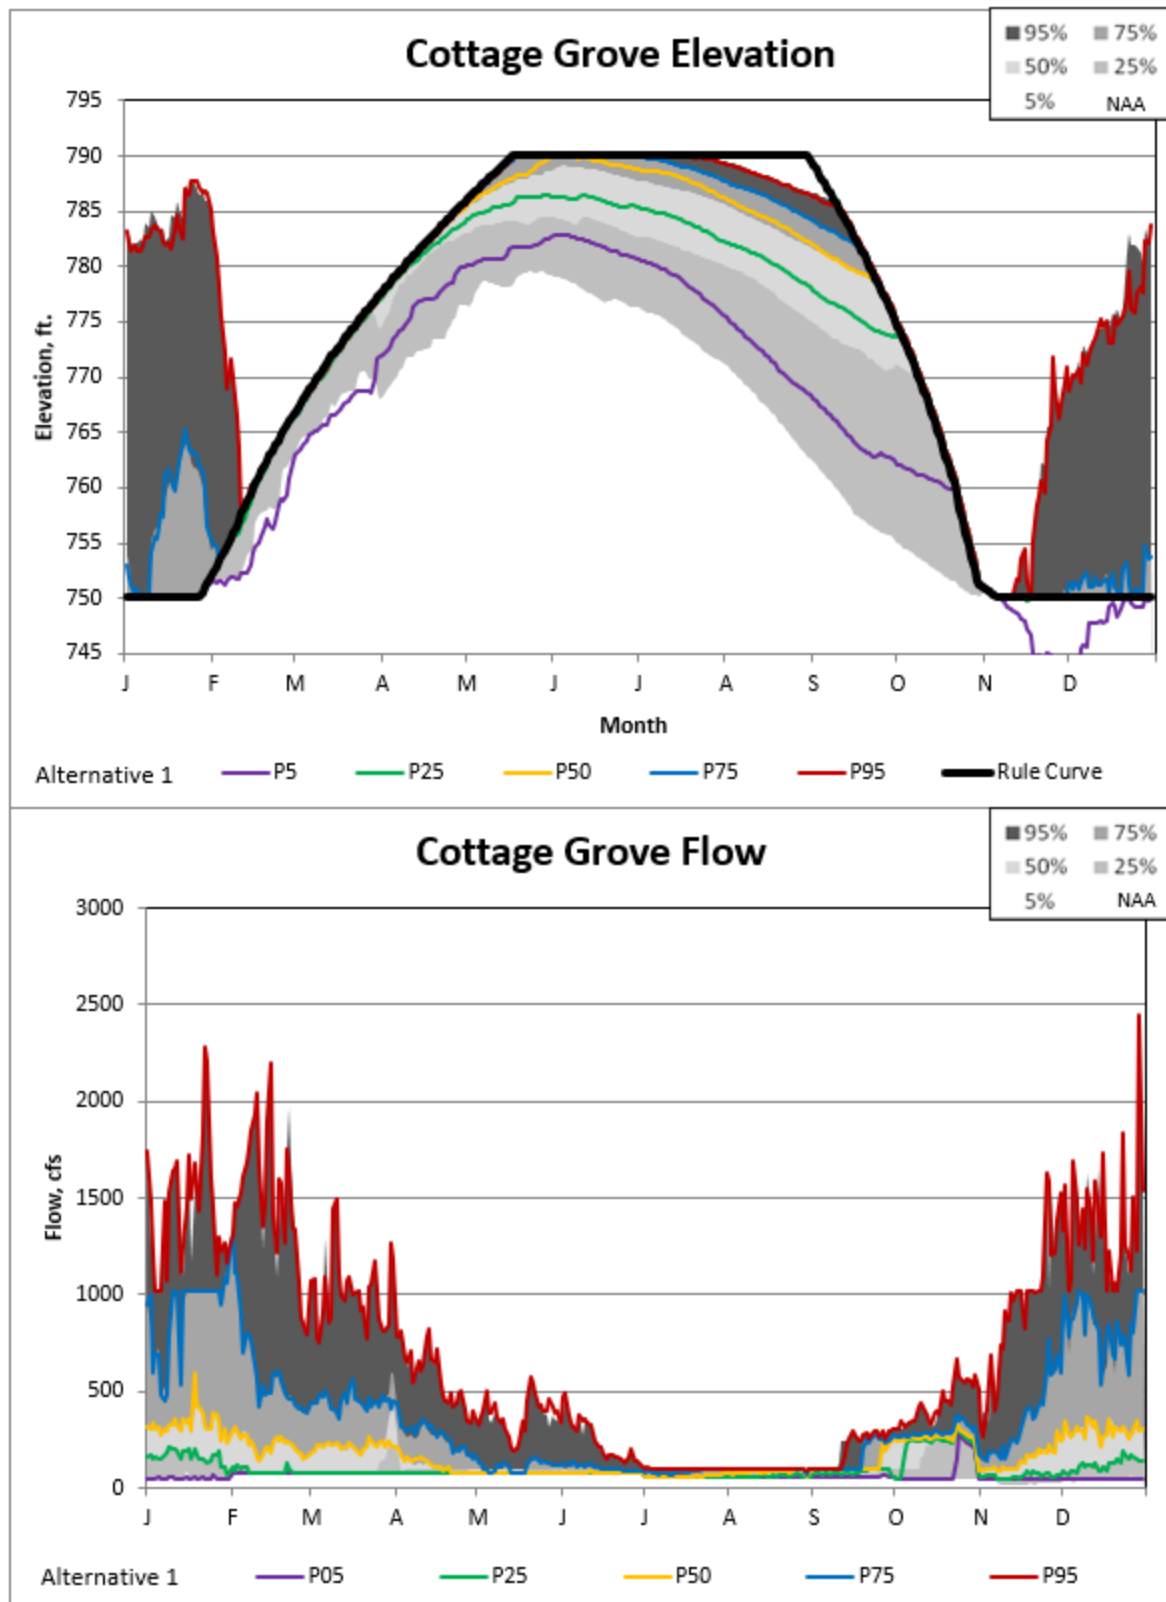 Cottage Grove Elevation
95% 75%
50% 25%
5% NAA
795
790
785
780
775
770
765
760
755
750
745
Elevation, ft.
J F M A M J J A S O N D
Month
Alternative 1 P5 P25 P50 P75 P95 Rule Curve
Cottage Grove Flow
95% 75%
50% 25%
5% NAA
3000
2500
2000
1500
1000
500
0
Flow, cfs
J F M A M J J A S O N D
Alternative 1 P05 P25 P50 P75 P95